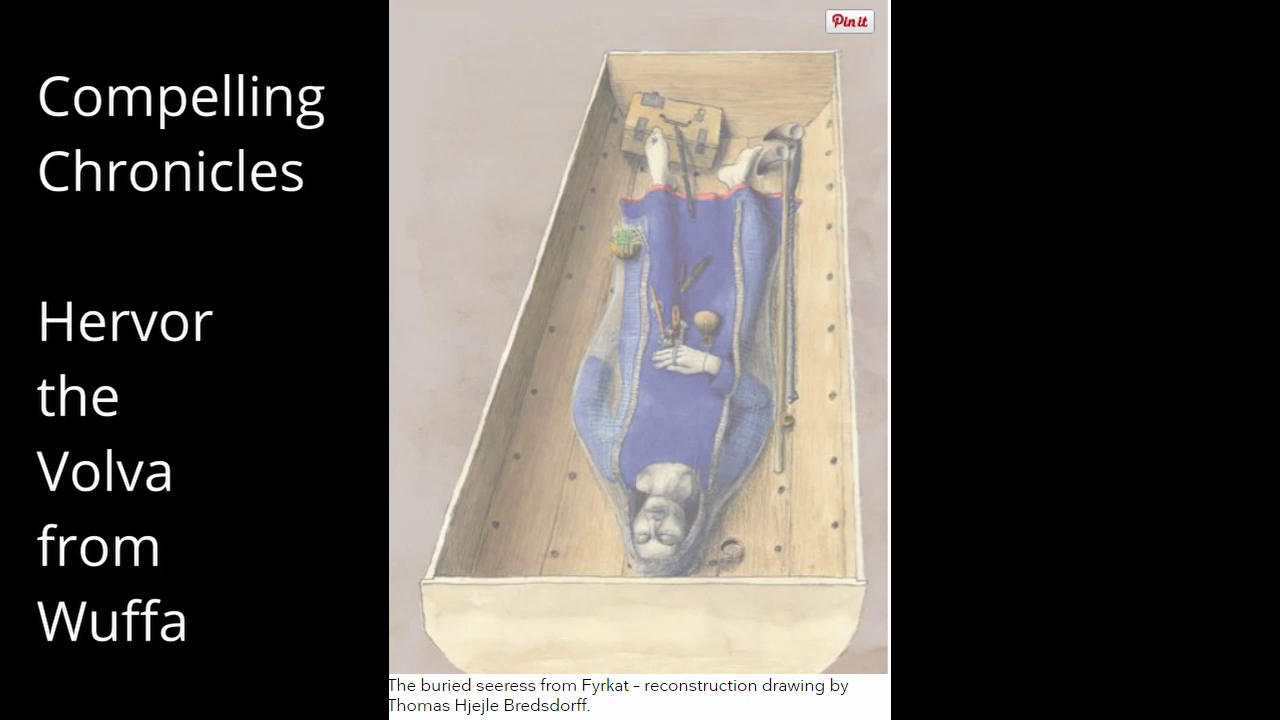 Compelling
Chronicles
Hervor
the
Volva
from
Wuffa
Pin it
The buried seeress from Fyrkat – reconstruction drawing by
Thomas Hjejle Bredsdorff.